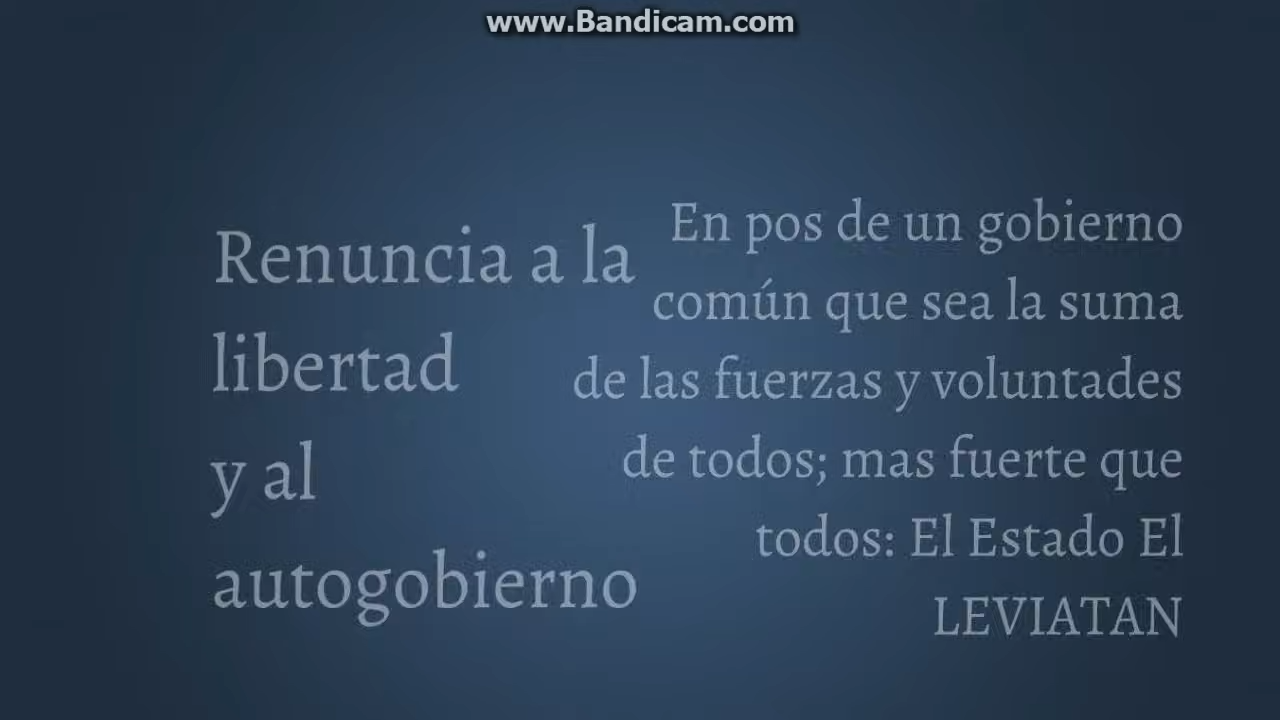 www.Bandicam.com
Renuncia a la
libertad
y al
autogobierno
En pos de un gobierno
común que sea la suma
de las fuerzas y voluntades
de todos; mas fuerte que
todos: El Estado El
LEVIATAN